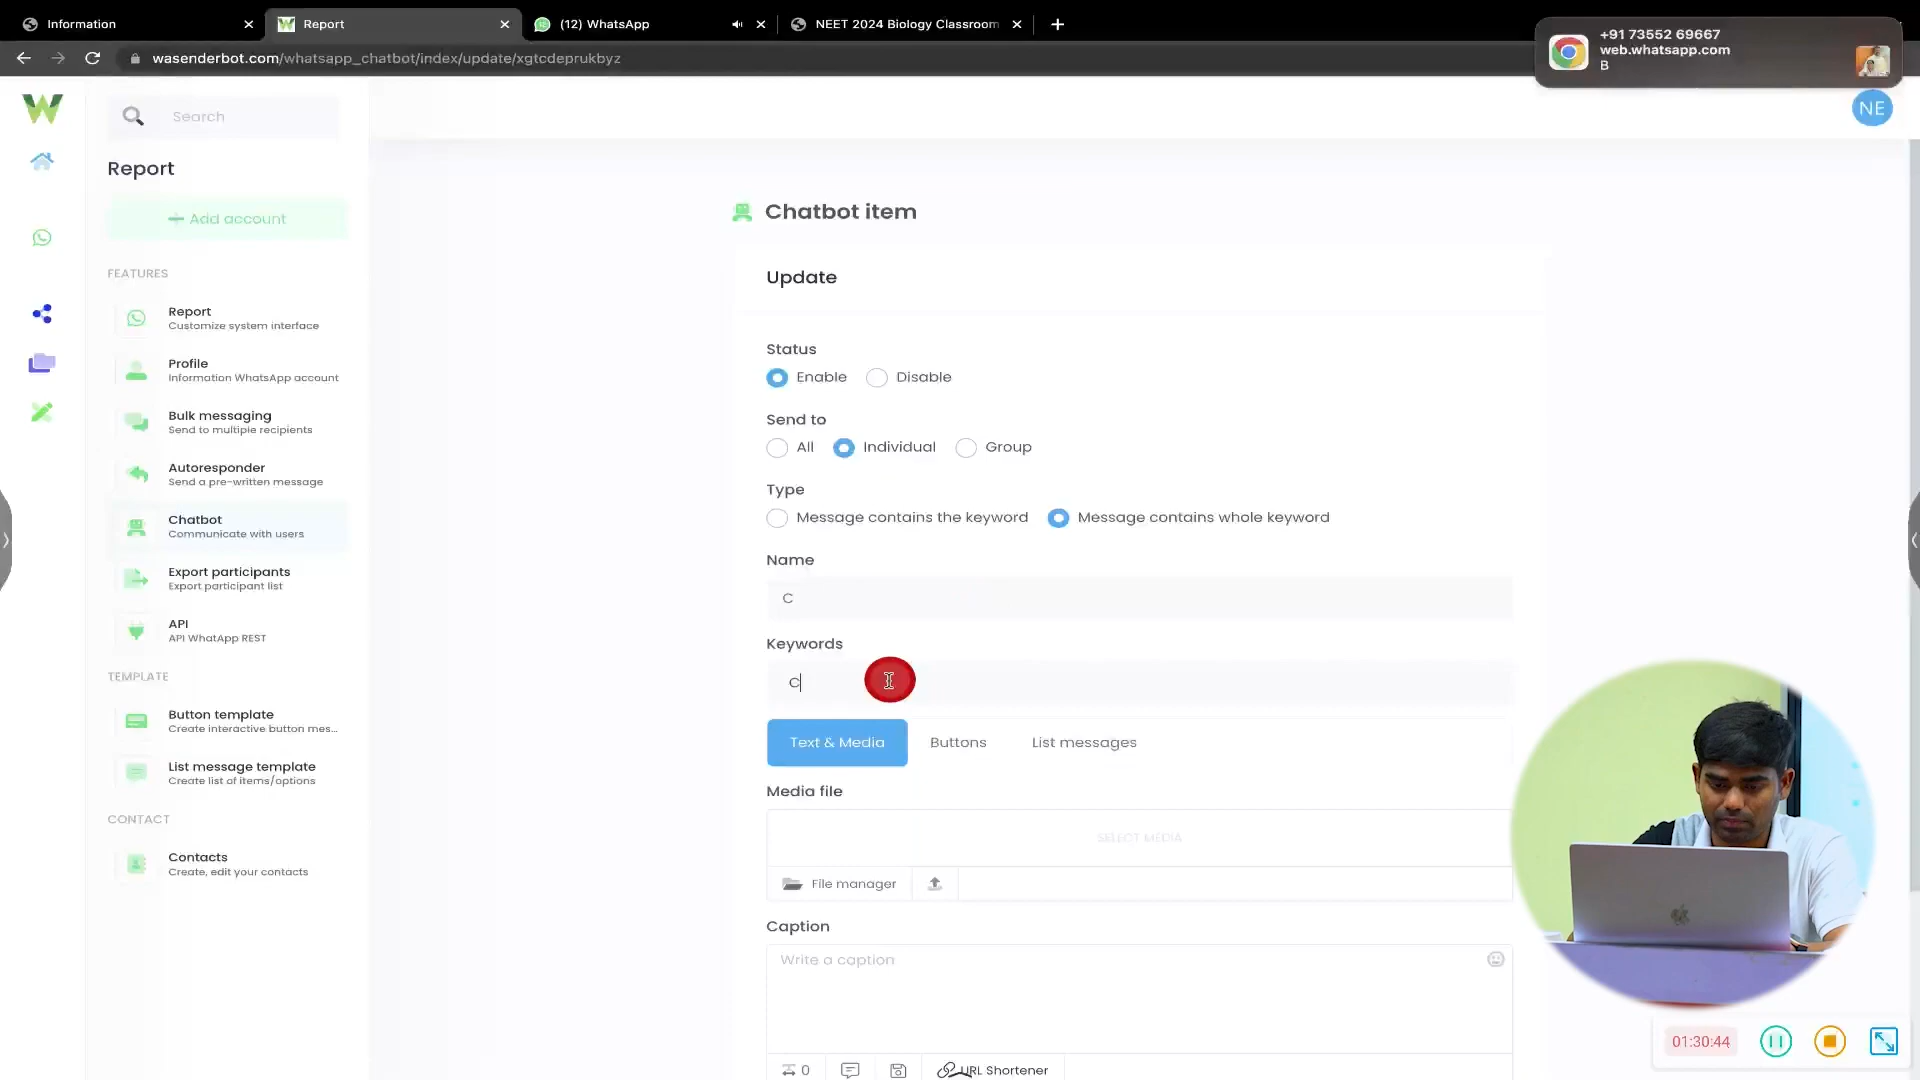 Information
Report
(12) WhatsApp
NEET 2024 Biology Classroom
wasenderbot.com/whatsapp_chatbot/index/update/xgtcdeprukbyz
+91 73552 69667
web.whatsapp.com
B
NE
Search
Report
Add account
FEATURES
Report
Customize system interface
Profile
Information WhatsApp account
Bulk messaging
Send to multiple recipients
Autoresponder
Send a pre-written message
Chatbot
Communicate with users
Export participants
Export participant list
API
API WhatApp REST
TEMPLATE
Button template
Create interactive button mes...
List message template
Create list of items/options
CONTACT
Contacts
Create, edit your contacts
Chatbot item
Update
Status
Enable Disable
Send to
All Individual Group
Type
Message contains the keyword Message contains whole keyword
Name
C
Keywords
C
Text & Media Buttons List messages
Media file
SELECT MEDIA
File manager
Caption
Write a caption
0 URL Shortener
01:30:44